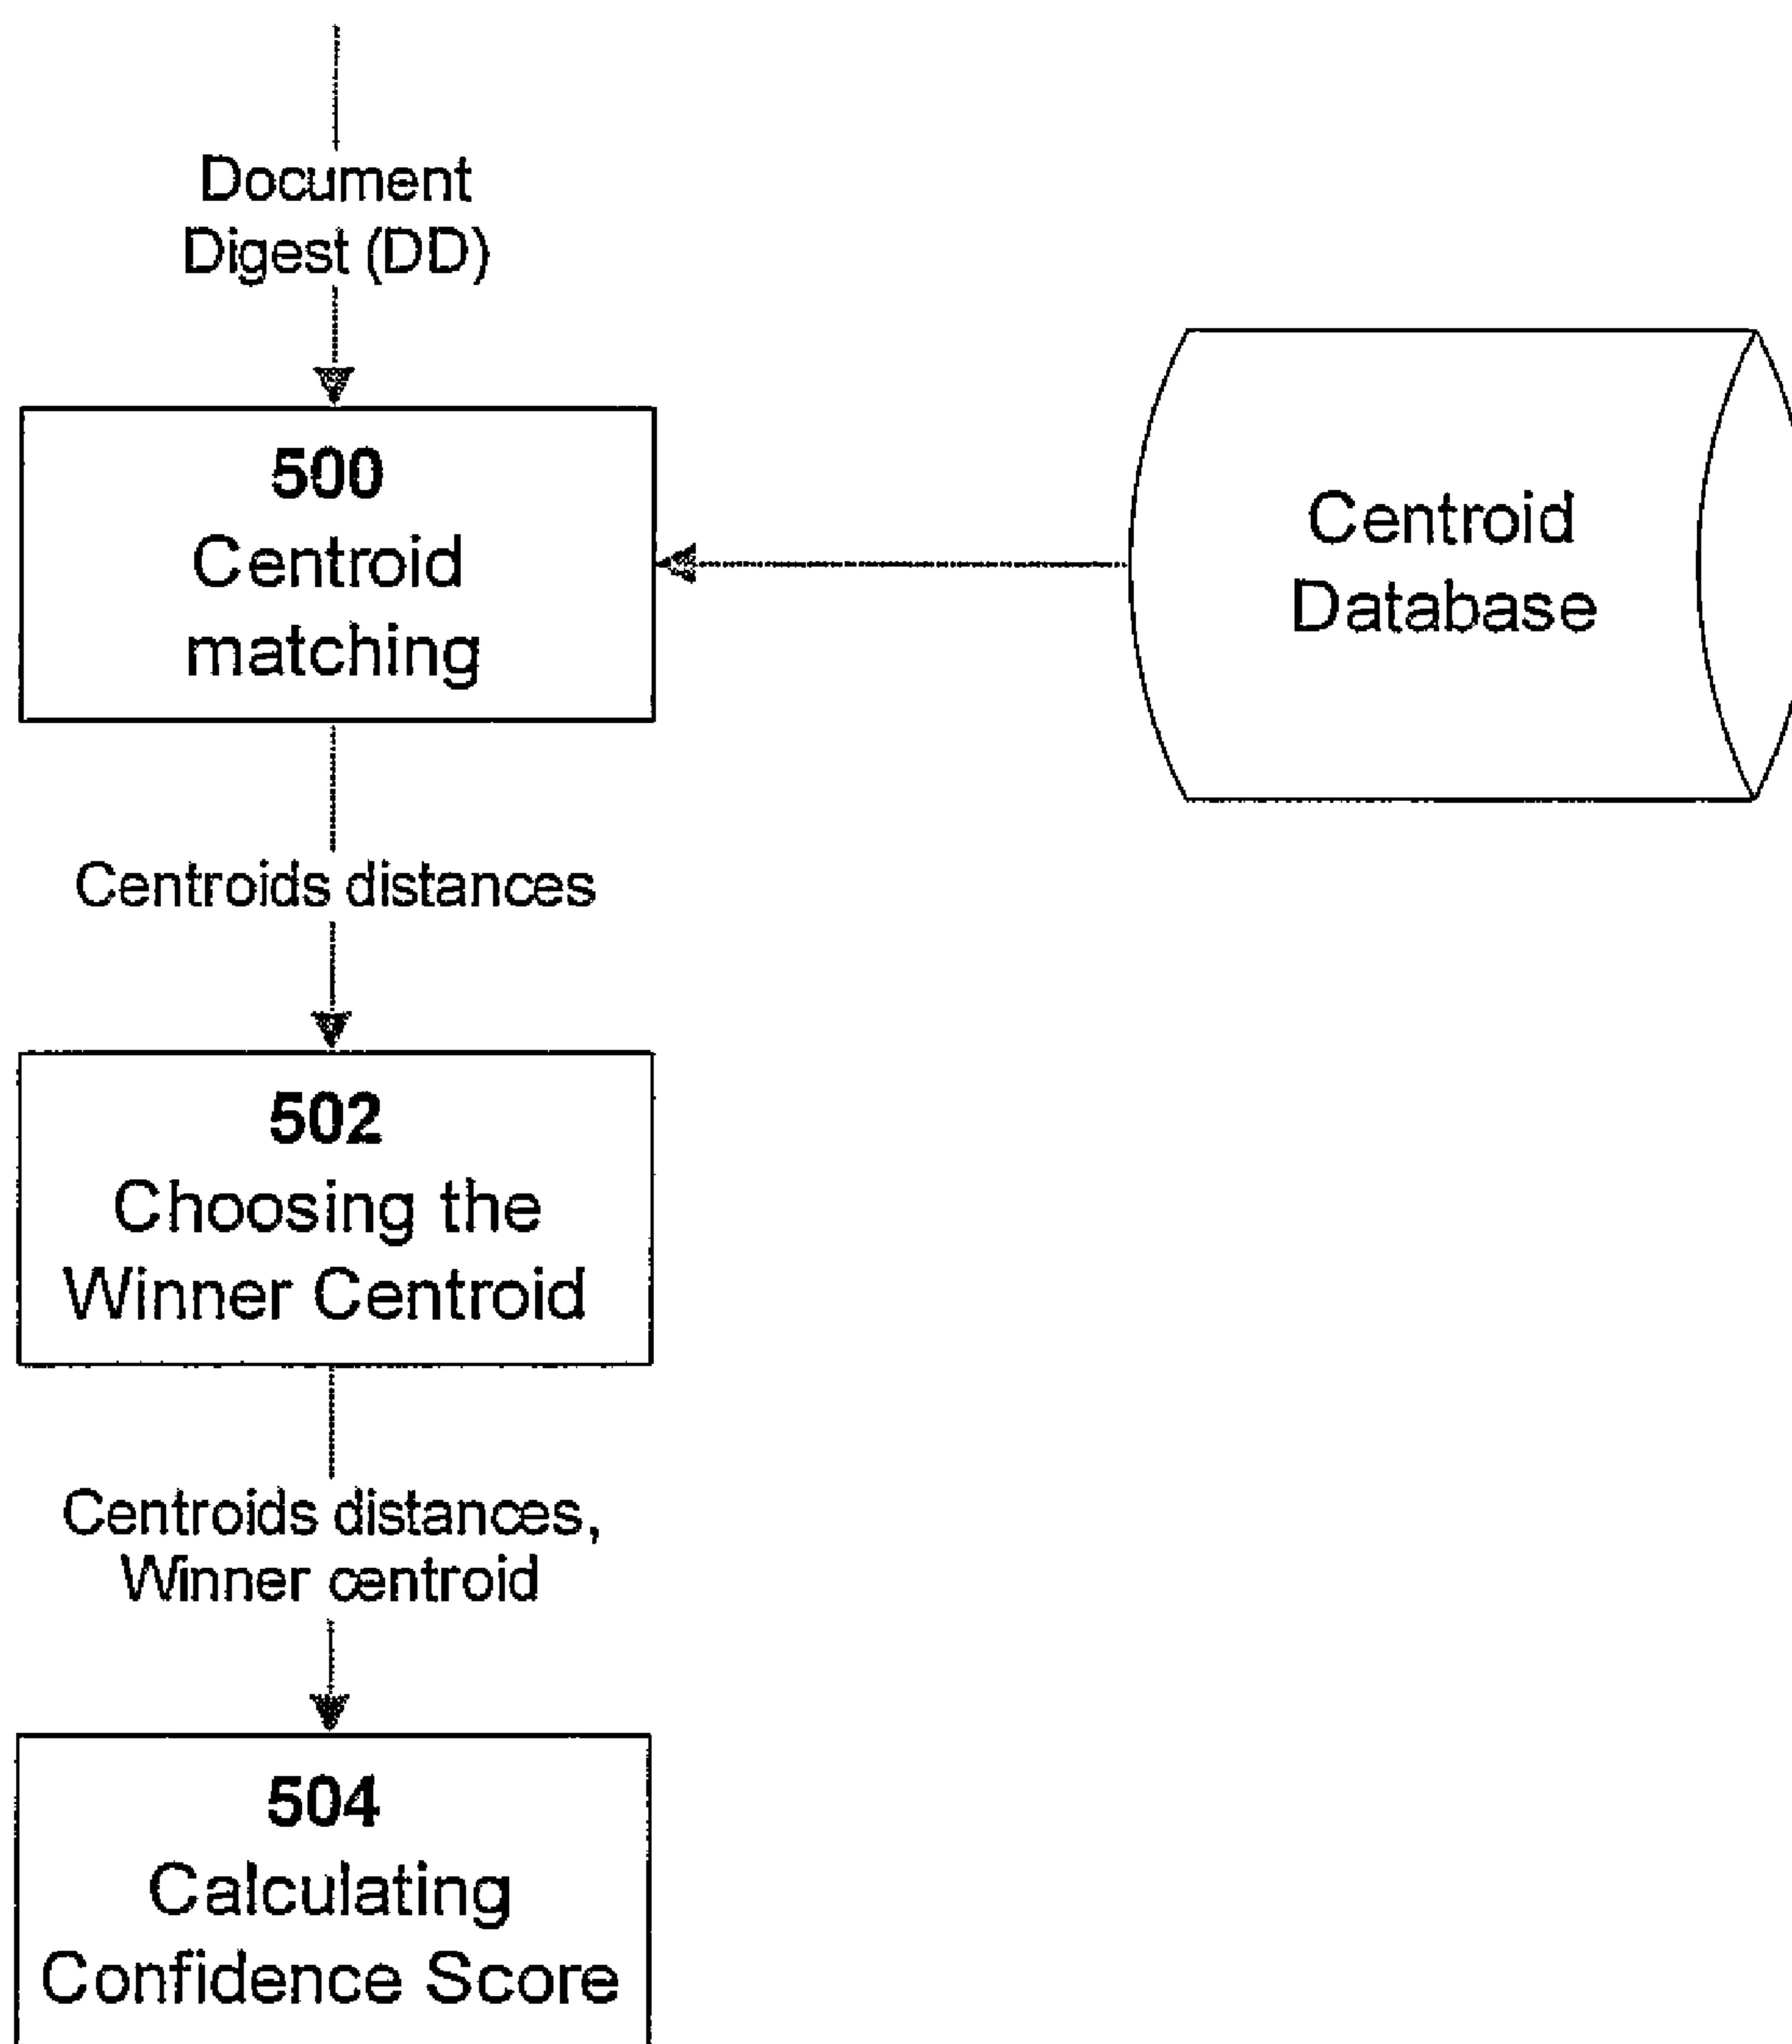 Document
Digest (DD)
500
Centroid
matching
Centroid
Database
Centroids distances
502
Choosing the
Winner Centroid
Centroids distances,
Winner centroid
504
Calculating
Confidence Score